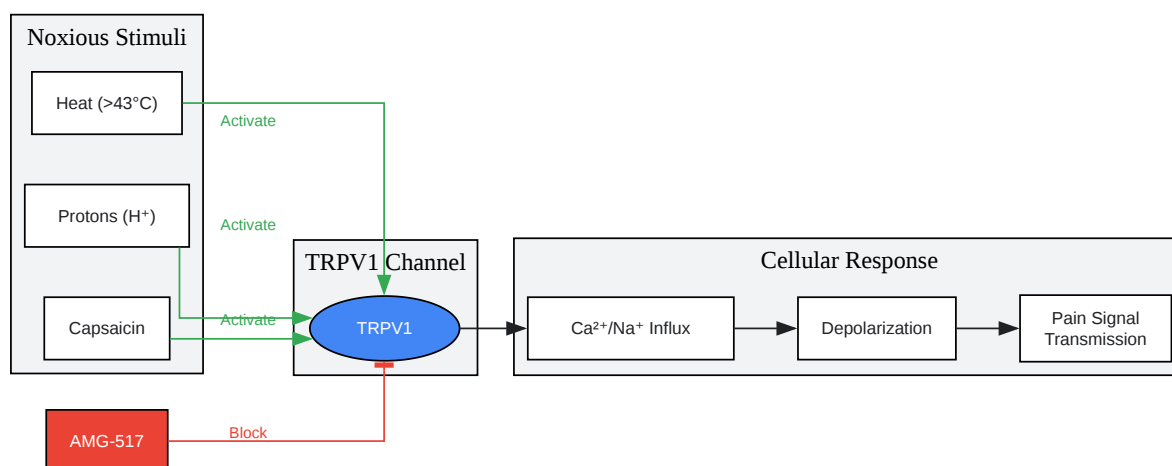 Noxious Stimuli
Heat (>43°C)
Activate
Protons (H⁺)
Activate
Capsaicin
Activate
AMG-517
Block
TRPV1 Channel
TRPV1
Cellular Response
Ca²⁺/Na⁺ Influx
Depolarization
Pain Signal
Transmission